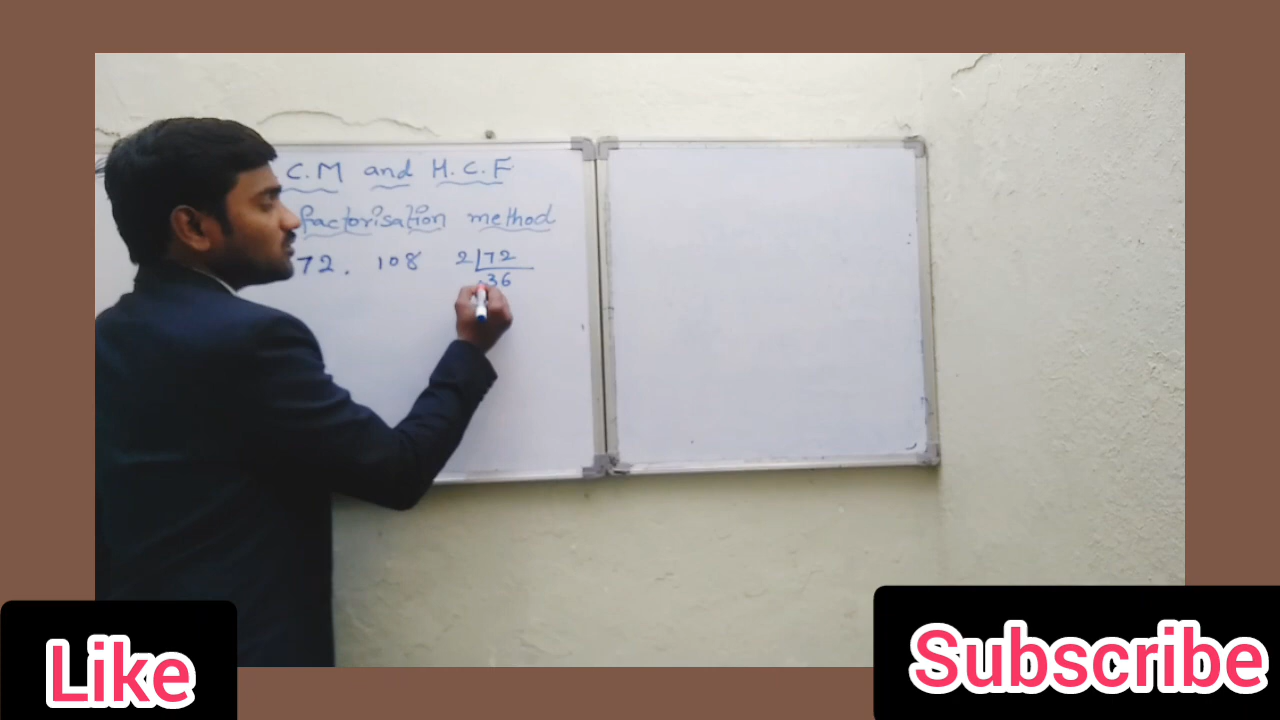 C.M and H.C.F
factorisation method
72. 108 2 72
36
Like
Subscribe